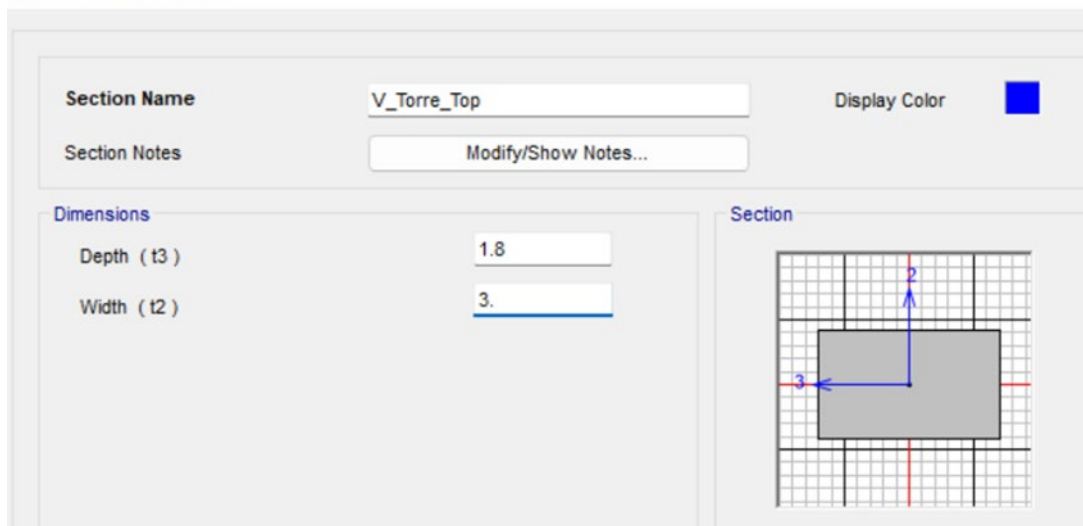 Section Name V_Torre_Top Display Color
Section Notes Modify/Show Notes...
Dimensions
Depth ( t3 ) 1.8
Width ( t2 ) 3.
Section
2
3